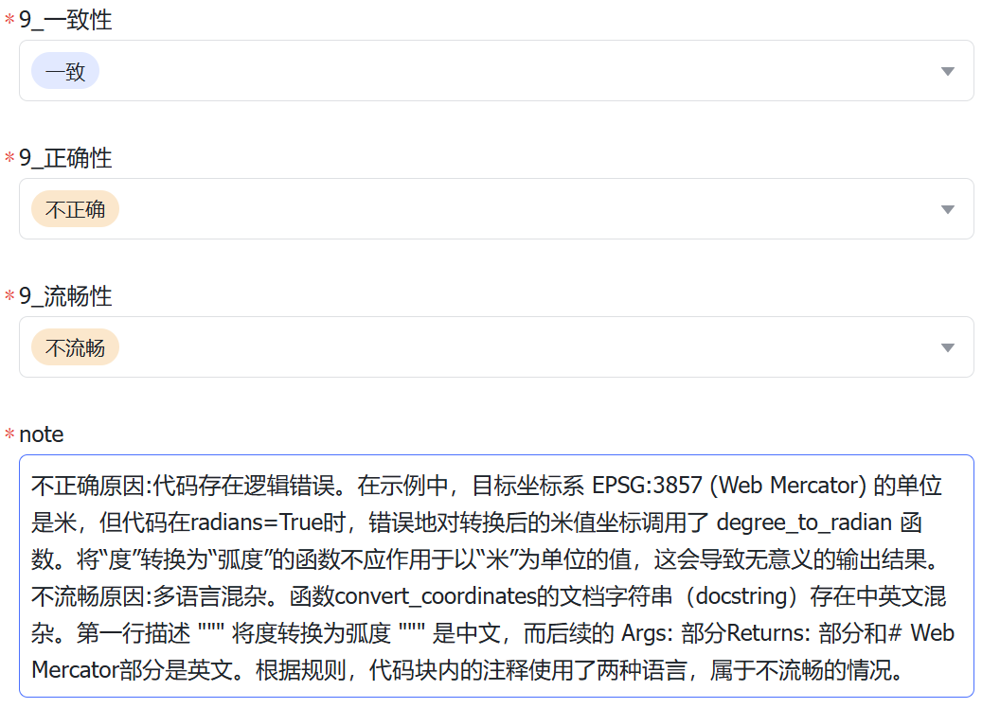 *9_一致性
一致
*9_正确性
不正确
*9_流畅性
不流畅
*note
不正确原因:代码存在逻辑错误。在示例中，目标坐标系 EPSG:3857 (Web Mercator) 的单位
是米，但代码在radians=True时，错误地对转换后的米值坐标调用了 degree_to_radian 函
数。将“度”转换为“弧度”的函数不应作用于以“米”为单位的值，这会导致无意义的输出结果。
不流畅原因:多语言混杂。函数convert_coordinates的文档字符串（docstring）存在中英文混
杂。第一行描述 """ 将度转换为弧度 """ 是中文，而后续的 Args: 部分Returns: 部分和# Web
Mercator部分是英文。根据规则，代码块内的注释使用了两种语言，属于不流畅的情况。